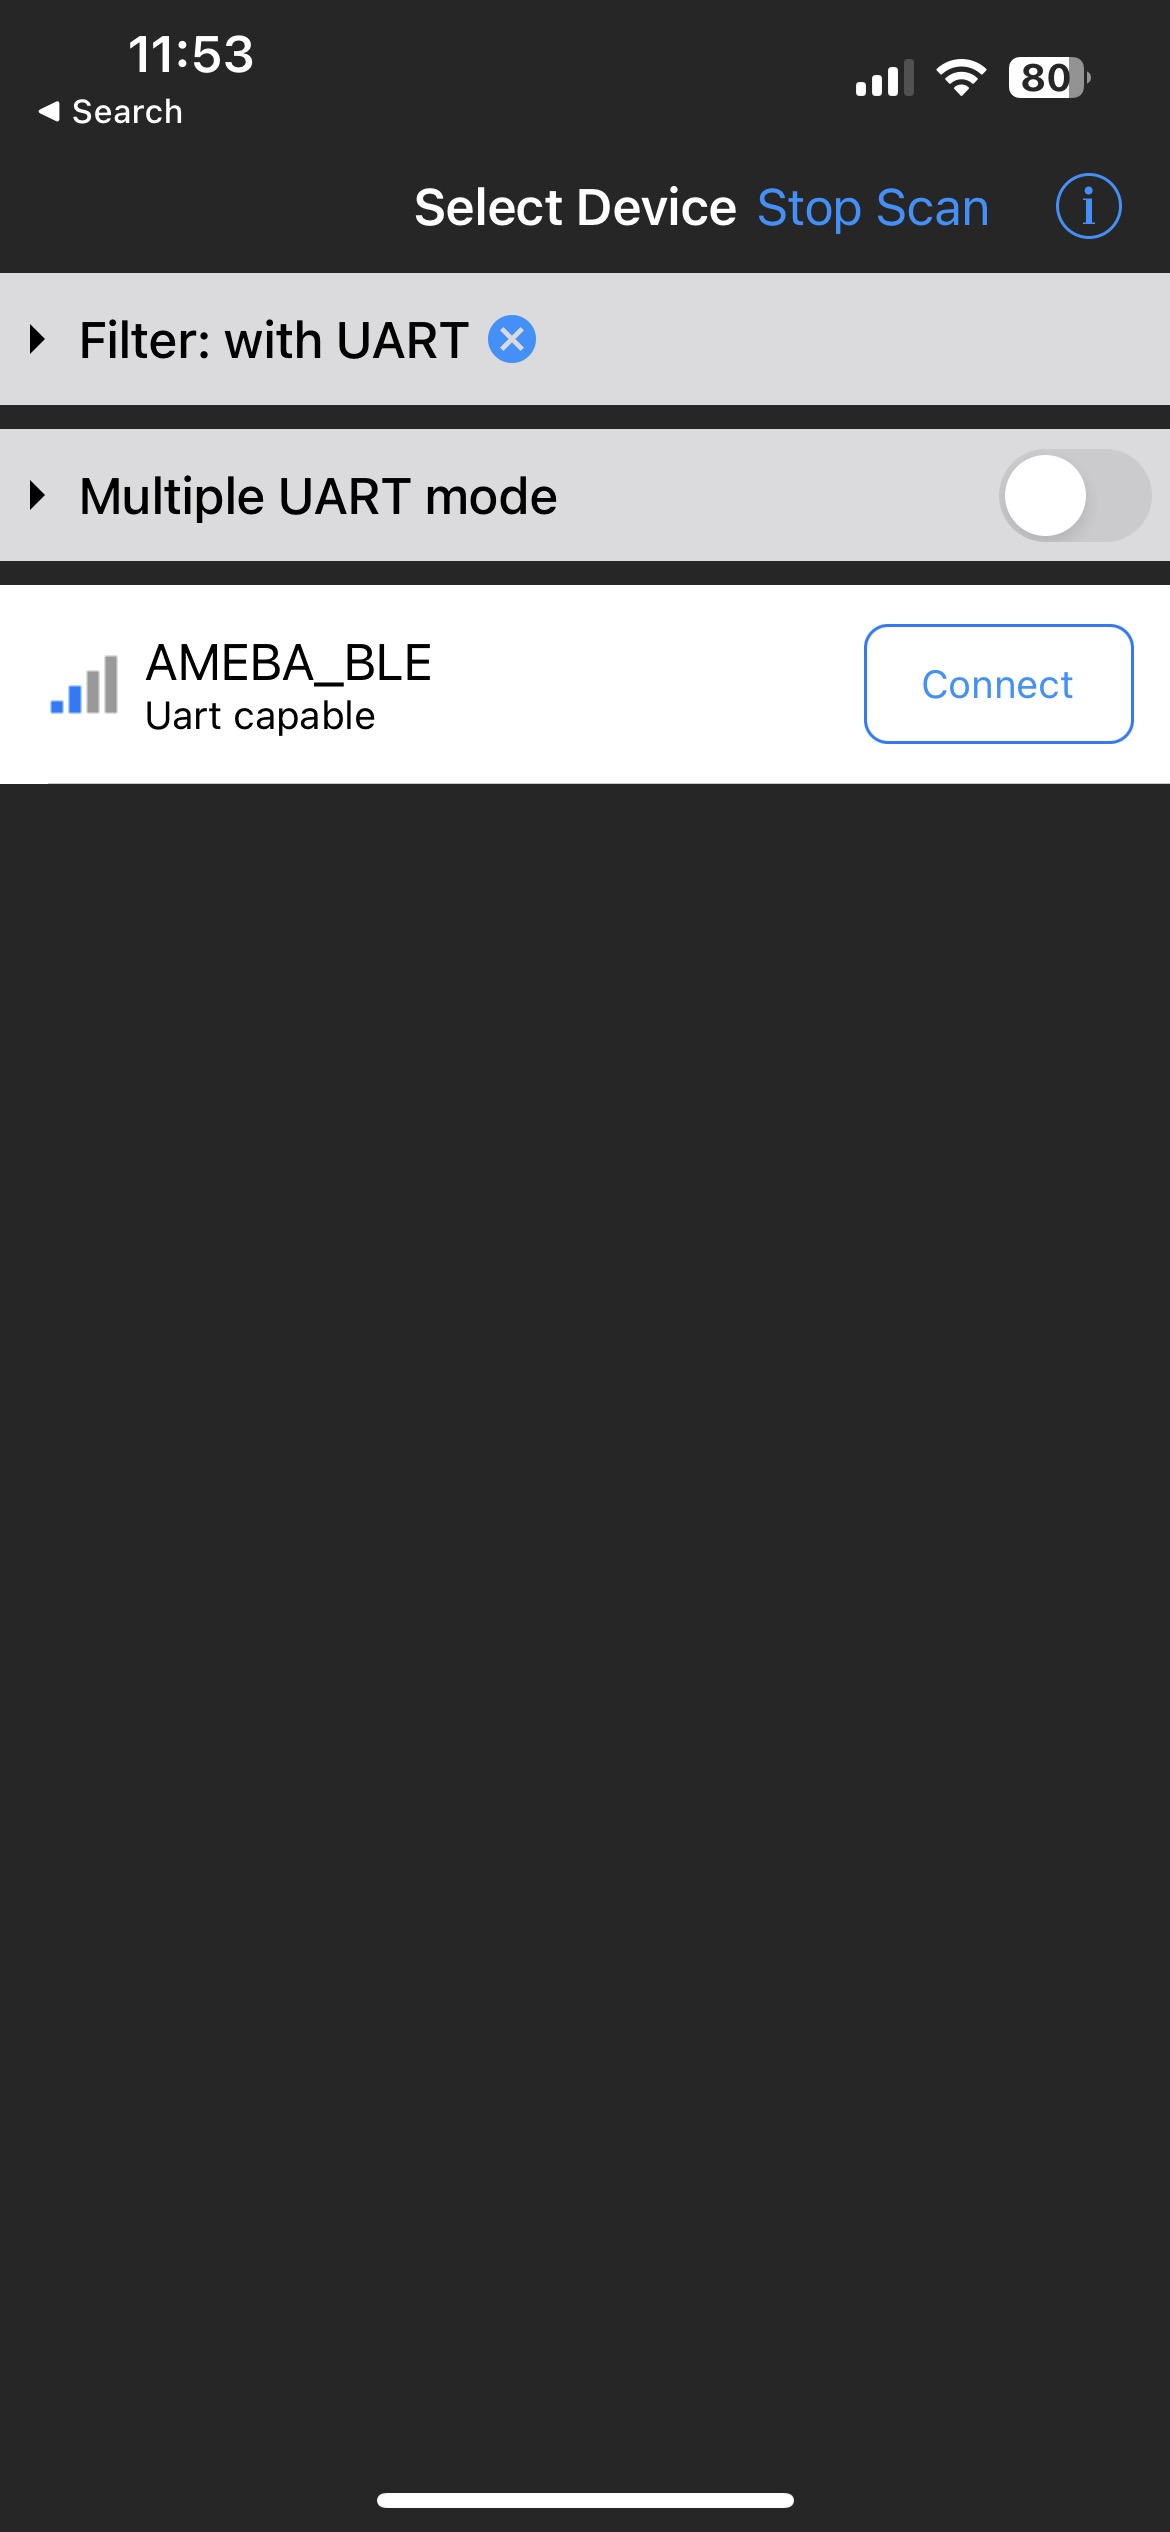 11:53
80
◀ Search
Select Device Stop Scan
Filter: with UART
Multiple UART mode
AMEBA_BLE
Uart capable
Connect